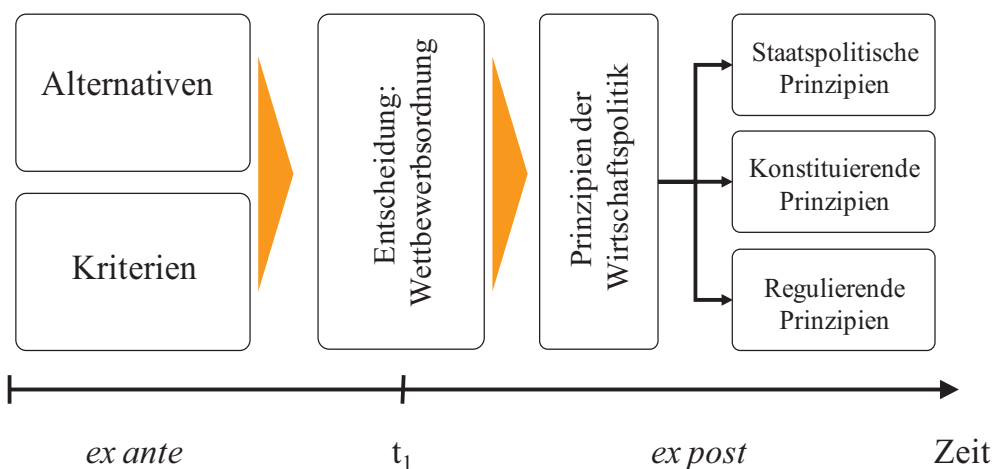 Alternativen
Kriterien
Entscheidung:
Wettbewerbsordnung
Prinzipien der
Wirtschaftspolitik
Staatspolitische
Prinzipien
Konstituierende
Prinzipien
Regulierende
Prinzipien
ex ante
t₁
ex post
Zeit